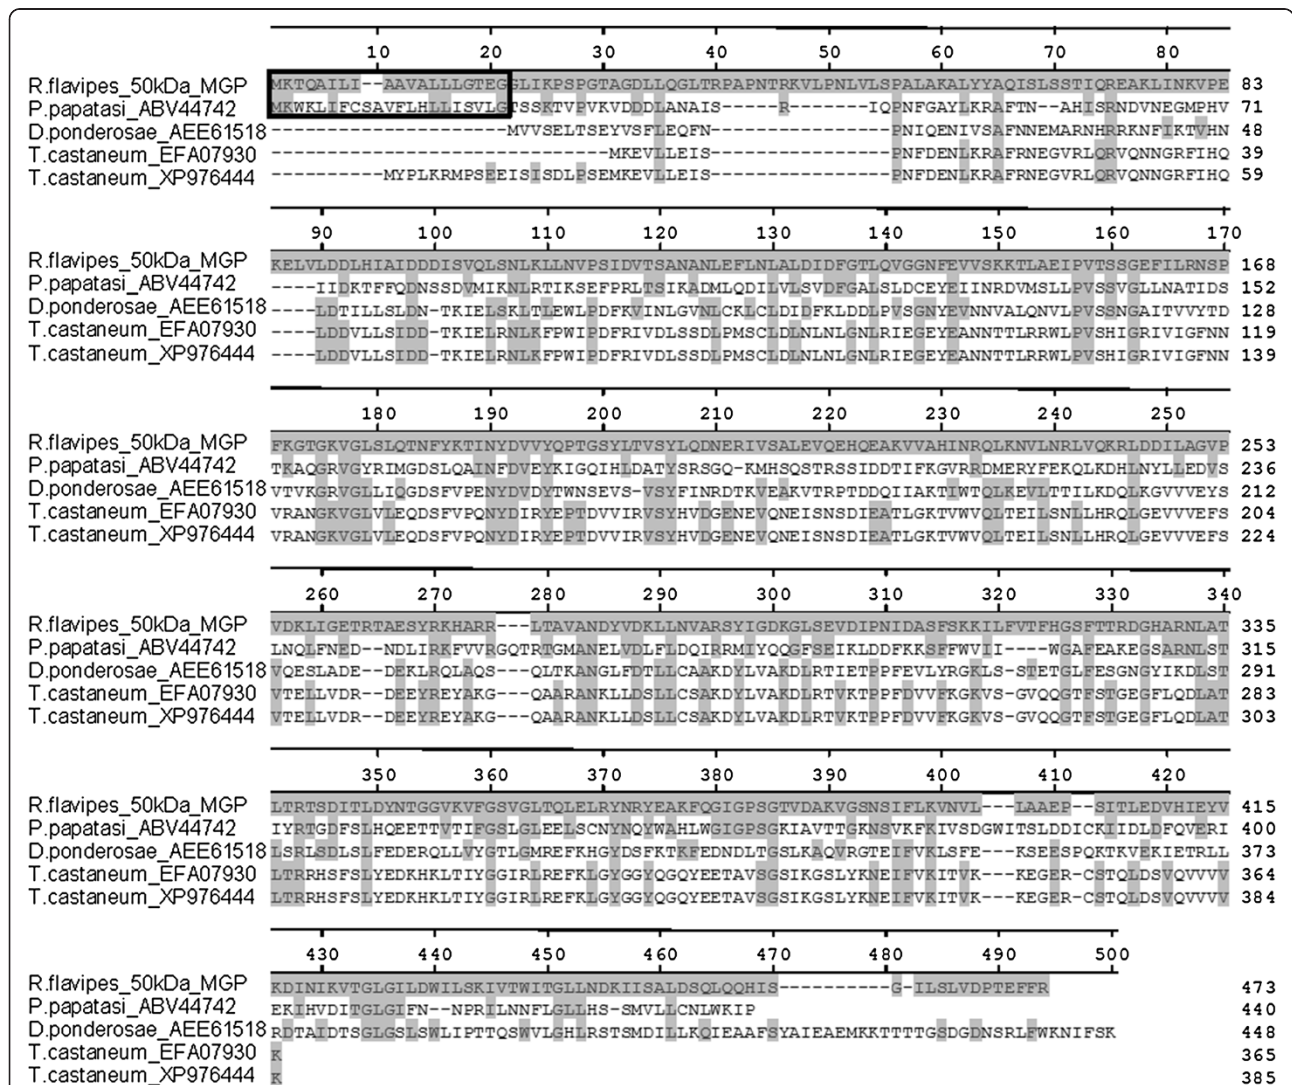 10 20 30 40 50 60 70 80
R.flavipes_50kDa_MGP MKTQAILI--AAVALLLGTEGGLIKPSPGTAGDLLQGLTRPAPNTRKVLPNLVLSPALAKALYYAQISLSSTIQREAKLINKVPE 83
P.papatasi_ABV44742 MKWKLIFCSAVFLHLLISVLGTSSKTVPVKVDDDLANAIS------R-------IQPNFGAYLKRAFTN--AHISRNDVNEGMPHV 71
D.ponderosae_AEE61518 ---------------------MVVSELTSEYVSFLEQFN----------------PNIQENIVSAFNNEMARNHRRKNFIKTVHN 48
T.castaneum_EFA07930 ------------------------------MKEVLLEIS----------------PNFDENLKRAFRNEGVRLQRVQNNGRFIHQ 39
T.castaneum_XP976444 ----------MYPLKRMPSEEISISDLPSEMKEVLLEIS----------------PNFDENLKRAFRNEGVRLQRVQNNGRFIHQ 59
90 100 110 120 130 140 150 160 170
R.flavipes_50kDa_MGP KELVLDDLHIAIDDDISVQLSNLKLLNVPSIDVTSANANLEFLNLALDIDFGTLQVGGNFEVVSKKTLAEIPVTSSGEFILRNSP 168
P.papatasi_ABV44742 ----IIDKTFFQDNSSDVMIKNLRTIKSEFPRLTSIKADMLQDILVLSVDFGALSLDCEYEIINRDVMSLLPVSSVGLLNATIDS 152
D.ponderosae_AEE61518 ----LDTILLSLDN-TKIELSKLTLEWLPDFKVINLGVNLCKLCLDIDFKLDDLPVSGNYEVNNVALQNVLPVSSNGAITVVYTD 128
T.castaneum_EFA07930 ----LDDVLLSIDD-TKIELRNLKFPWIPDFRIVDLSSDLPMSCLDLNLNLGNLRIEGEYEANNTTLRRWLPVSHIGRIVIGFNN 119
T.castaneum_XP976444 ----LDDVLLSIDD-TKIELRNLKFPWIPDFRIVDLSSDLPMSCLDLNLNLGNLRIEGEYEANNTTLRRWLPVSHIGRIVIGFNN 139
180 190 200 210 220 230 240 250
R.flavipes_50kDa_MGP FKGTGKVGLSLQTNFYKTINYDVVYQPTGSYLTVSYLQDNERIVSALEVQEHQEAKVVAHINRQLKNVLNRLVQKRLDDILAGVP 253
P.papatasi_ABV44742 TKAQGRVGYRIMGDSLQAINFDVEYKIGQIHLDATYSRSGQ-KMHSQSTRSSIDDTIFKGVRRDMERYFEKQLKDHLNYLLEDVS 236
D.ponderosae_AEE61518 VTVKGRVGLLIQGDSFVPENYDVDYTWNSEVS-VSYFINRDTKVEAKVTRPTDDQIIAKTIWTQLKEVLTTILKDQLKGVVVEYS 212
T.castaneum_EFA07930 VRANGKVGLVLEQDSFVPQNYDIRYEPTDVVIRVSYHVDGENEVQNEISNSDIEATLGKTVWVQLTEILSNLLHRQLGEVVVEFS 204
T.castaneum_XP976444 VRANGKVGLVLEQDSFVPQNYDIRYEPTDVVIRVSYHVDGENEVQNEISNSDIEATLGKTVWVQLTEILSNLLHRQLGEVVVEFS 224
260 270 280 290 300 310 320 330 340
R.flavipes_50kDa_MGP VDKLIGETRTAESYRKHARR---LTAVANDYVDKLLNVARSYIGDKGLSEVDIPNIDASFSKKILFVTFHGSFTTRDGHARNLAT 335
P.papatasi_ABV44742 LNQLFNED--NDLIRKFVVRGQTRTGMANELVDLFLDQIRRMIYQQGFSEIKLDDFKKSFFWVII----WGAFEAKEGSARNLST 315
D.ponderosae_AEE61518 VQESLADE--DEKLRQLAQS---QLTKANGLFDTLLCAAKDYLVAKDLRTIETPPFEVLYRGKLS-STETGLFESGNGYIKDLST 291
T.castaneum_EFA07930 VTELLVDR--DEEYREYAKG---QAARANKLLDSLLCSAKDYLVAKDLRTVKTPPFDVVFKGKVS-GVQQGTFSTGEGFLQDLAT 283
T.castaneum_XP976444 VTELLVDR--DEEYREYAKG---QAARANKLLDSLLCSAKDYLVAKDLRTVKTPPFDVVFKGKVS-GVQQGTFSTGEGFLQDLAT 303
350 360 370 380 390 400 410 420
R.flavipes_50kDa_MGP LTRTSDITLDYNTGGVKVFGSVGLTQLELRYNRYEAKFQGIGPSGTVDAKVGSNSIFLKVNVL---LAAEP--SITLEDVHIEYV 415
P.papatasi_ABV44742 IYRTGDFSLHQEETTVTIFGSLGLEELSCNYNQYWAHLWGIGPSGKIAVTTGKNSVKFKIVSDGWITSLDDICKIIDLDFQVERI 400
D.ponderosae_AEE61518 LSRLSDLSLFEDERQLLVYGTLGMREFKHGYDSFKTKFEDNDLTGSLKAQVRGTEIFVKLSFE---KSEESPQKTKVEKIETRLL 373
T.castaneum_EFA07930 LTRRHSFSLYEDKHKLTIYGGIRLREFKLGYGGYQGQYEETAVSGSIKGSLYKNEIFVKITVK---KEGER-CSTQLDSVQVVVV 364
T.castaneum_XP976444 LTRRHSFSLYEDKHKLTIYGGIRLREFKLGYGGYQGQYEETAVSGSIKGSLYKNEIFVKITVK---KEGER-CSTQLDSVQVVVV 384
430 440 450 460 470 480 490 500
R.flavipes_50kDa_MGP KDINIKVTGLGILDWILSKIVTWITGLLNDKIISALDSQLQQHIS----------G-ILSLVDPTEFFR 473
P.papatasi_ABV44742 EKIHVDITGLGIFN--NPRILNNFLGLLHS-SMVLLCNLWKIP 440
D.ponderosae_AEE61518 RDTAIDTSGLGSLSWLIPTTQSWVLGHLRSTSMDILLKQIEAAFSYAIEAEMKKTTTTGSDGDNSRLFWKNIFSK 448
T.castaneum_EFA07930 K 365
T.castaneum_XP976444 K 385